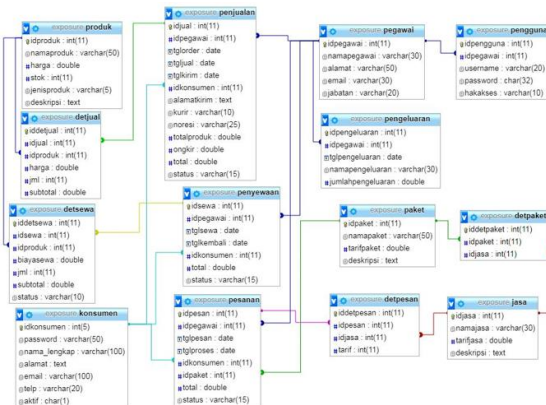 exposure produk
idproduk : int(11)
namaproduk : varchar(50)
harga : double
stok : int(11)
jenisproduk : varchar(5)
deskripsi : text
exposure detjual
iddetjual : int(11)
idjual : int(11)
idproduk : int(11)
harga : double
jml : int(11)
subtotal : double
exposure detsewa
iddetsewa : int(11)
idsewa : int(11)
idproduk : int(11)
biayasewa : double
jml : int(11)
subtotal : double
status : varchar(10)
exposure konsumen
idkonsumen : int(5)
password : varchar(50)
nama_lengkap : varchar(100)
alamat : text
email : varchar(100)
telp : varchar(20)
aktif : char(1)
exposure penjualan
idjual : int(11)
idpegawai : int(11)
tglorder : date
tgljual : date
tglkirim : date
idkonsumen : int(11)
alamatkirim : text
kurir : varchar(10)
noresi : varchar(25)
totalproduk : double
ongkir : double
total : double
status : varchar(15)
exposure penyewaan
idsewa : int(11)
idpegawai : int(11)
tglsewa : date
tglkembali : date
idkonsumen : int(11)
total : double
status : varchar(15)
exposure pesanan
idpesan : int(11)
idpegawai : int(11)
tglpesan : date
tglproses : date
idkonsumen : int(11)
idpaket : int(11)
total : double
status : varchar(15)
exposure pegawai
idpegawai : int(11)
namapegawai : varchar(30)
alamat : varchar(50)
email : varchar(30)
jabatan : varchar(20)
exposure pengeluaran
idpengeluaran : int(11)
idpegawai : int(11)
tglpengeluaran : date
namapengeluaran : varchar(30)
jumlahpengeluaran : double
exposure paket
idpaket : int(11)
namapaket : varchar(50)
tarifpaket : double
deskripsi : text
exposure detpesan
iddetpesan : int(11)
idpesan : int(11)
idjasa : int(11)
tarif : double
exposure pengguna
idpengguna : int(11)
idpegawai : int(11)
username : varchar(20)
password : char(32)
hakakses : varchar(10)
exposure detpaket
iddetpaket : int(11)
idpaket : int(11)
idjasa : int(11)
exposure jasa
idjasa : int(11)
namajasa : varchar(30)
tarifjasa : double
deskripsi : text